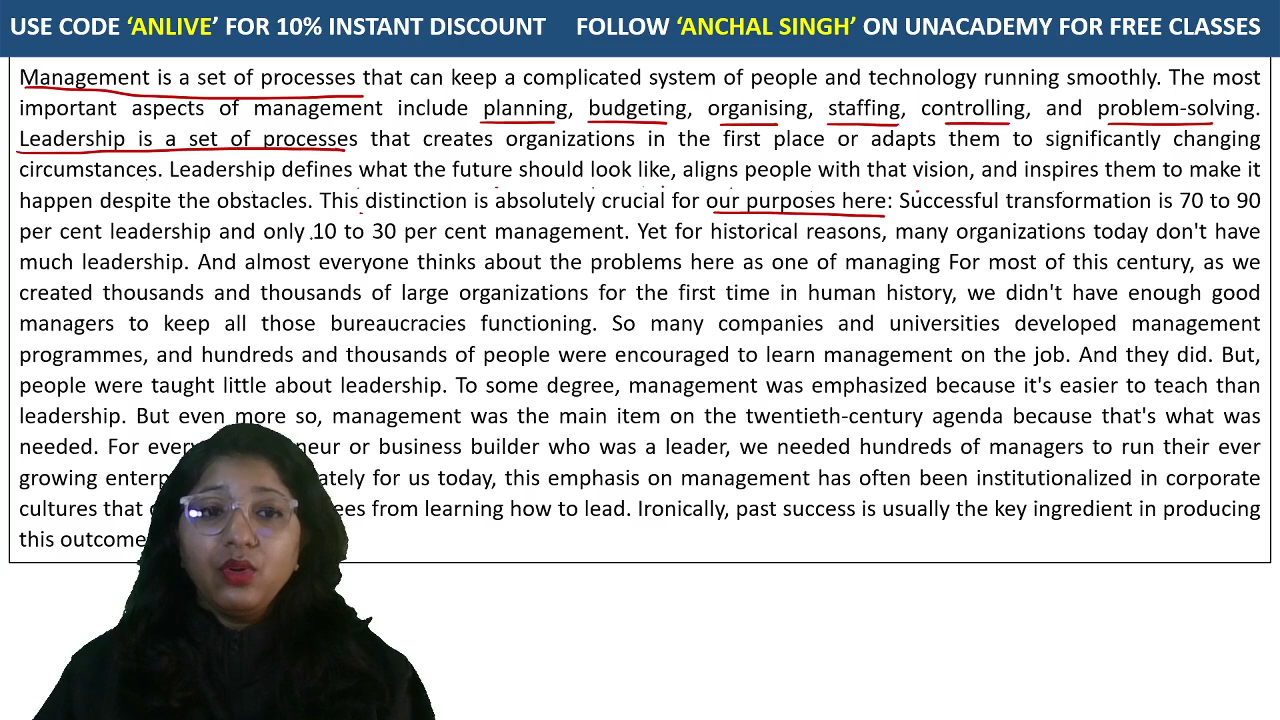 USE CODE ‘ANLIVE’ FOR 10% INSTANT DISCOUNT FOLLOW ‘ANCHAL SINGH’ ON UNACADEMY FOR FREE CLASSES
Management is a set of processes that can keep a complicated system of people and technology running smoothly. The most
important aspects of management include planning, budgeting, organising, staffing, controlling, and problem-solving.
Leadership is a set of processes that creates organizations in the first place or adapts them to significantly changing
circumstances. Leadership defines what the future should look like, aligns people with that vision, and inspires them to make it
happen despite the obstacles. This distinction is absolutely crucial for our purposes here: Successful transformation is 70 to 90
per cent leadership and only 10 to 30 per cent management. Yet for historical reasons, many organizations today don't have
much leadership. And almost everyone thinks about the problems here as one of managing For most of this century, as we
created thousands and thousands of large organizations for the first time in human history, we didn't have enough good
managers to keep all those bureaucracies functioning. So many companies and universities developed management
programmes, and hundreds and thousands of people were encouraged to learn management on the job. And they did. But,
people were taught little about leadership. To some degree, management was emphasized because it's easier to teach than
leadership. But even more so, management was the main item on the twentieth-century agenda because that's what was
needed. For every or business builder who was a leader, we needed hundreds of managers to run their ever
growing for us today, this emphasis on management has often been institutionalized in corporate
cultures that from learning how to lead. Ironically, past success is usually the key ingredient in producing
this outcome